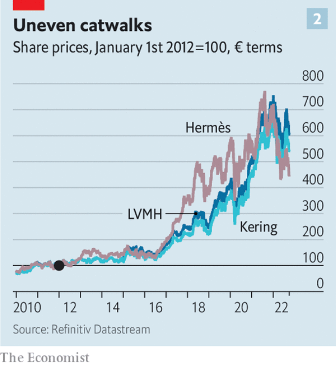 Uneven catwalks
2
Share prices, January 1st 2012=100, € terms
800
700
Hermès
600
500
400
LVMH
300
Kering
200
100
0
2010 12 14 16 18 20 22
Source: Refinitiv Datastream
The Economist